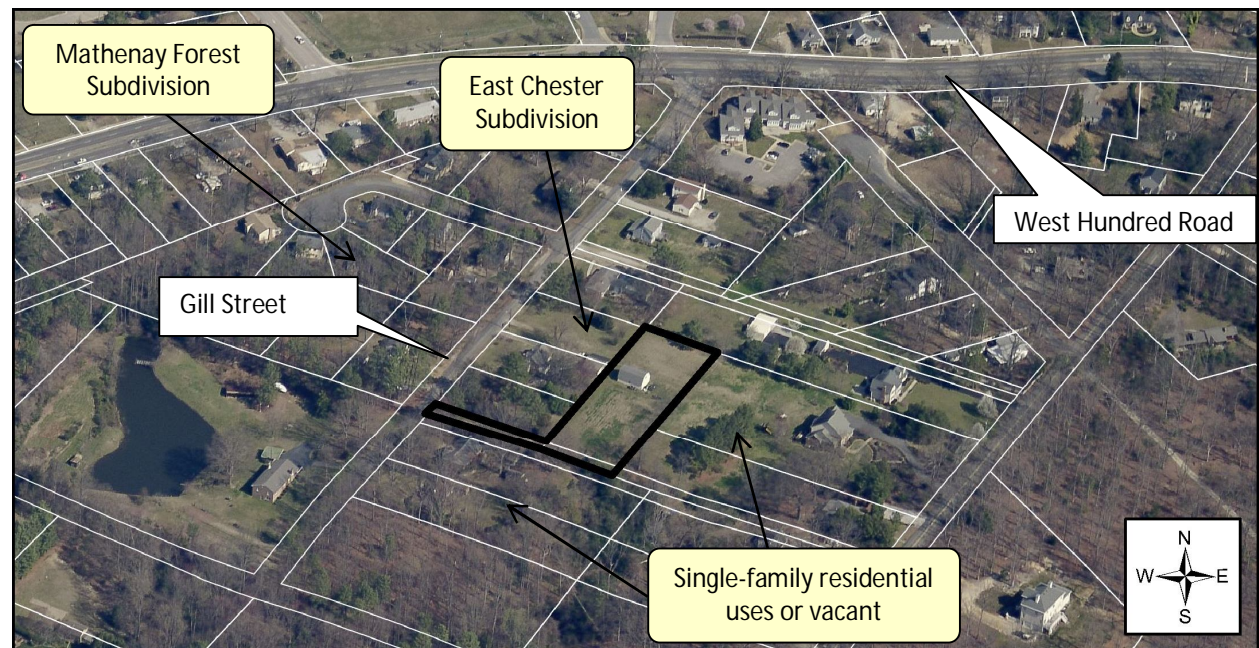 Mathenay Forest
Subdivision
East Chester
Subdivision
West Hundred Road
Gill Street
Single-family residential
uses or vacant
N
W
E
S